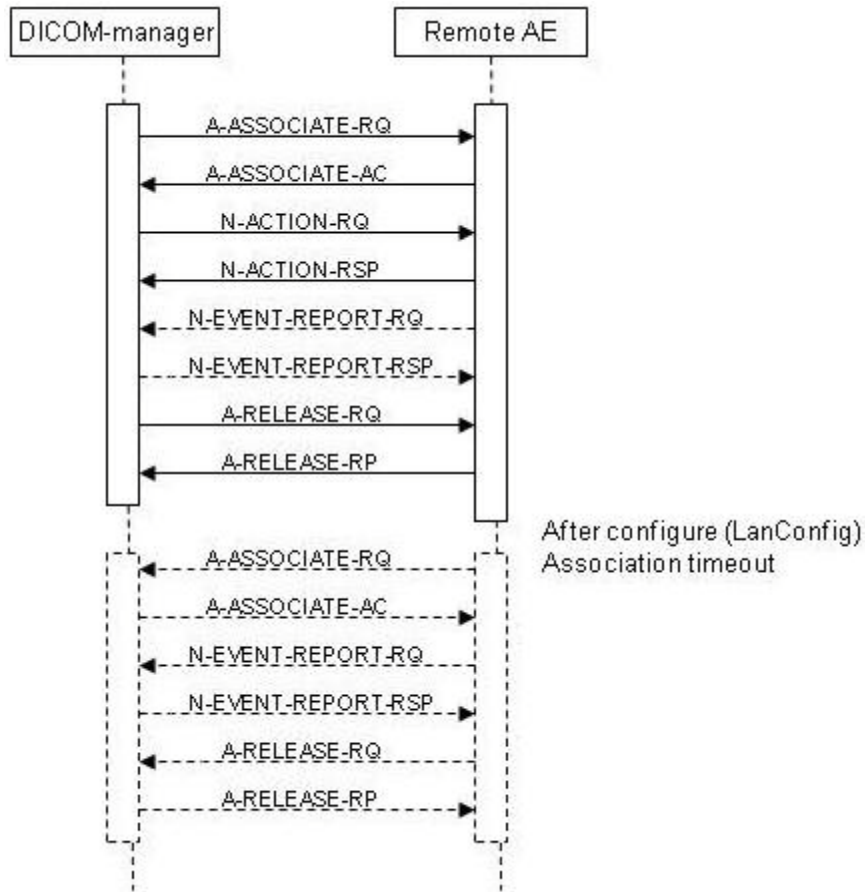 DICOM-manager
Remote AE
A-ASSOCIATE-RQ
A-ASSOCIATE-AC
N-ACTION-RQ
N-ACTION-RSP
N-EVENT-REPORT-RQ
N-EVENT-REPORT-RSP
A-RELEASE-RQ
A-RELEASE-RP
After configure (LanConfig)
Association timeout
A-ASSOCIATE-RQ
A-ASSOCIATE-AC
N-EVENT-REPORT-RQ
N-EVENT-REPORT-RSP
A-RELEASE-RQ
A-RELEASE-RP